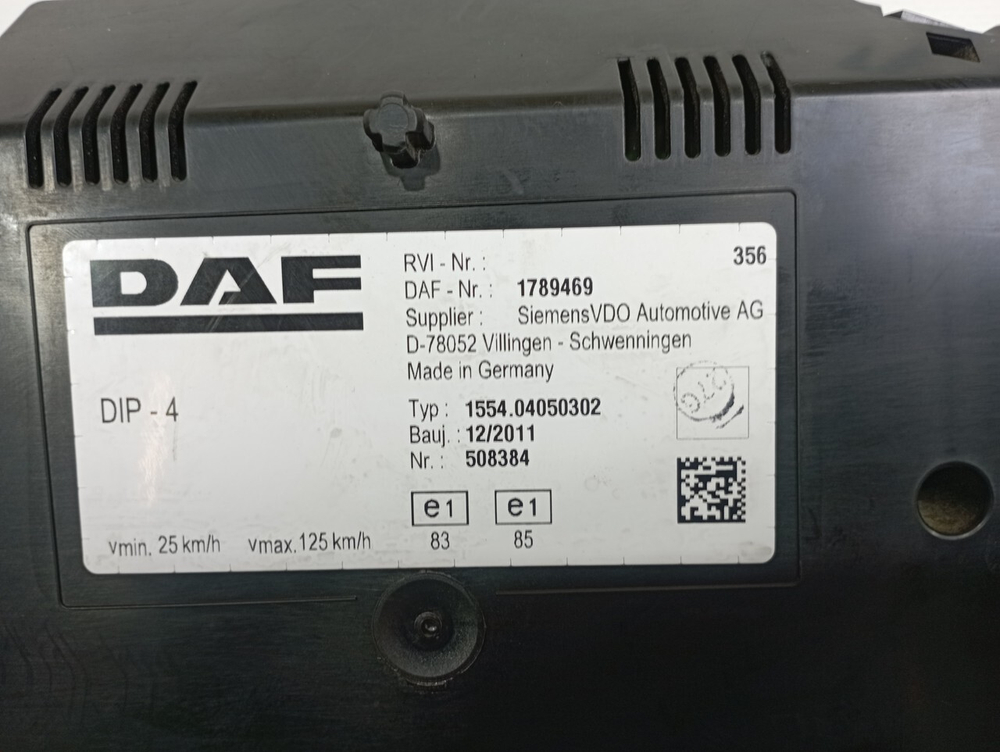 DAF
DIP - 4
vmin. 25 km/h vmax. 125 km/h
RVI - Nr. : 356
DAF - Nr. : 1789469
Supplier : SiemensVDO Automotive AG
D-78052 Villingen - Schwenningen
Made in Germany
Typ : 1554.04050302
Bauj. : 12/2011
Nr. : 508384
e1 e1
83 85